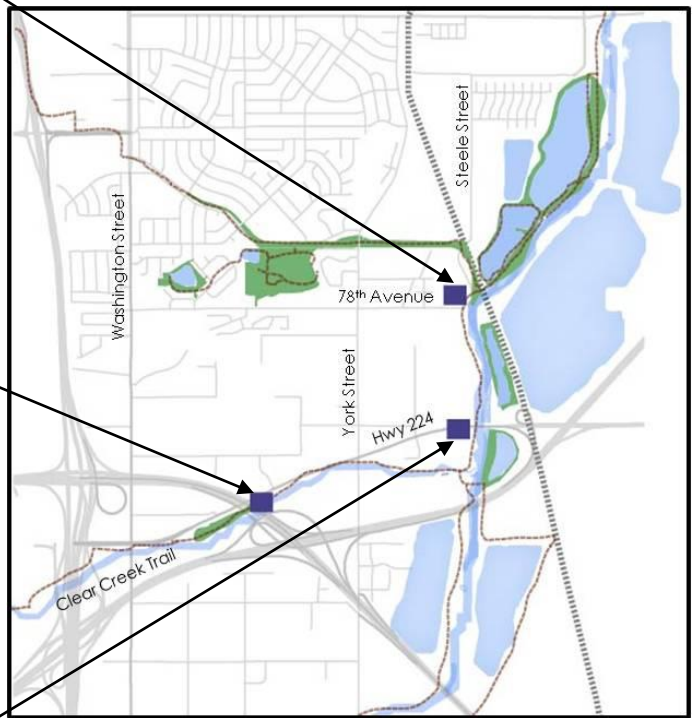 Steele Street
Washington Street
78th Avenue
York Street
Hwy 224
Clear Creek Trail